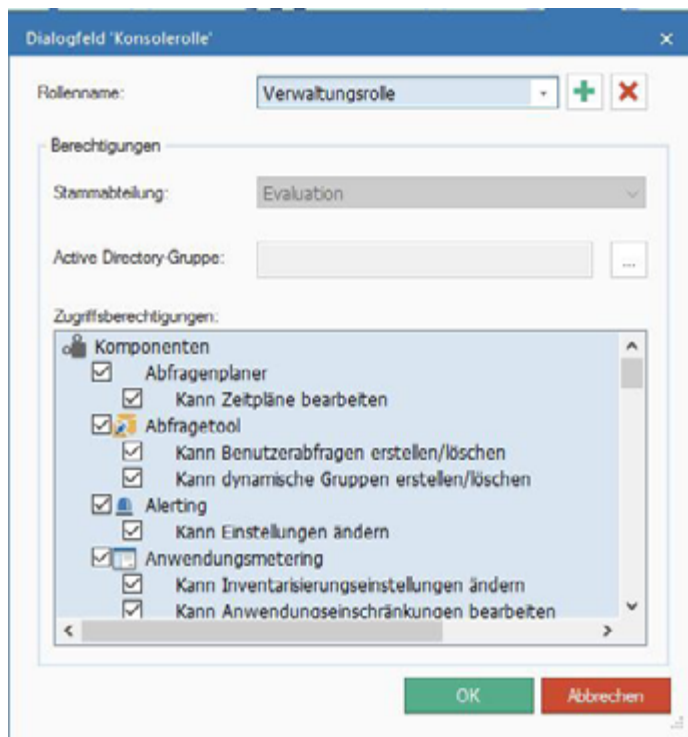 Dialogfeld 'Konsolerolle'
Rollenname:
Verwaltungsrolle
Berechtigungen
Stammabteilung:
Evaluation
Active Directory-Gruppe:
...
Zugriffsberechtigungen:
Komponenten
Abfragenplaner
Kann Zeitpläne bearbeiten
Abfragetool
Kann Benutzerabfragen erstellen/löschen
Kann dynamische Gruppen erstellen/löschen
Alerting
Kann Einstellungen ändern
Anwendungsmetering
Kann Inventarisierungseinstellungen ändern
Kann Anwendungseinschränkungen bearbeiten
OK
Abbrechen